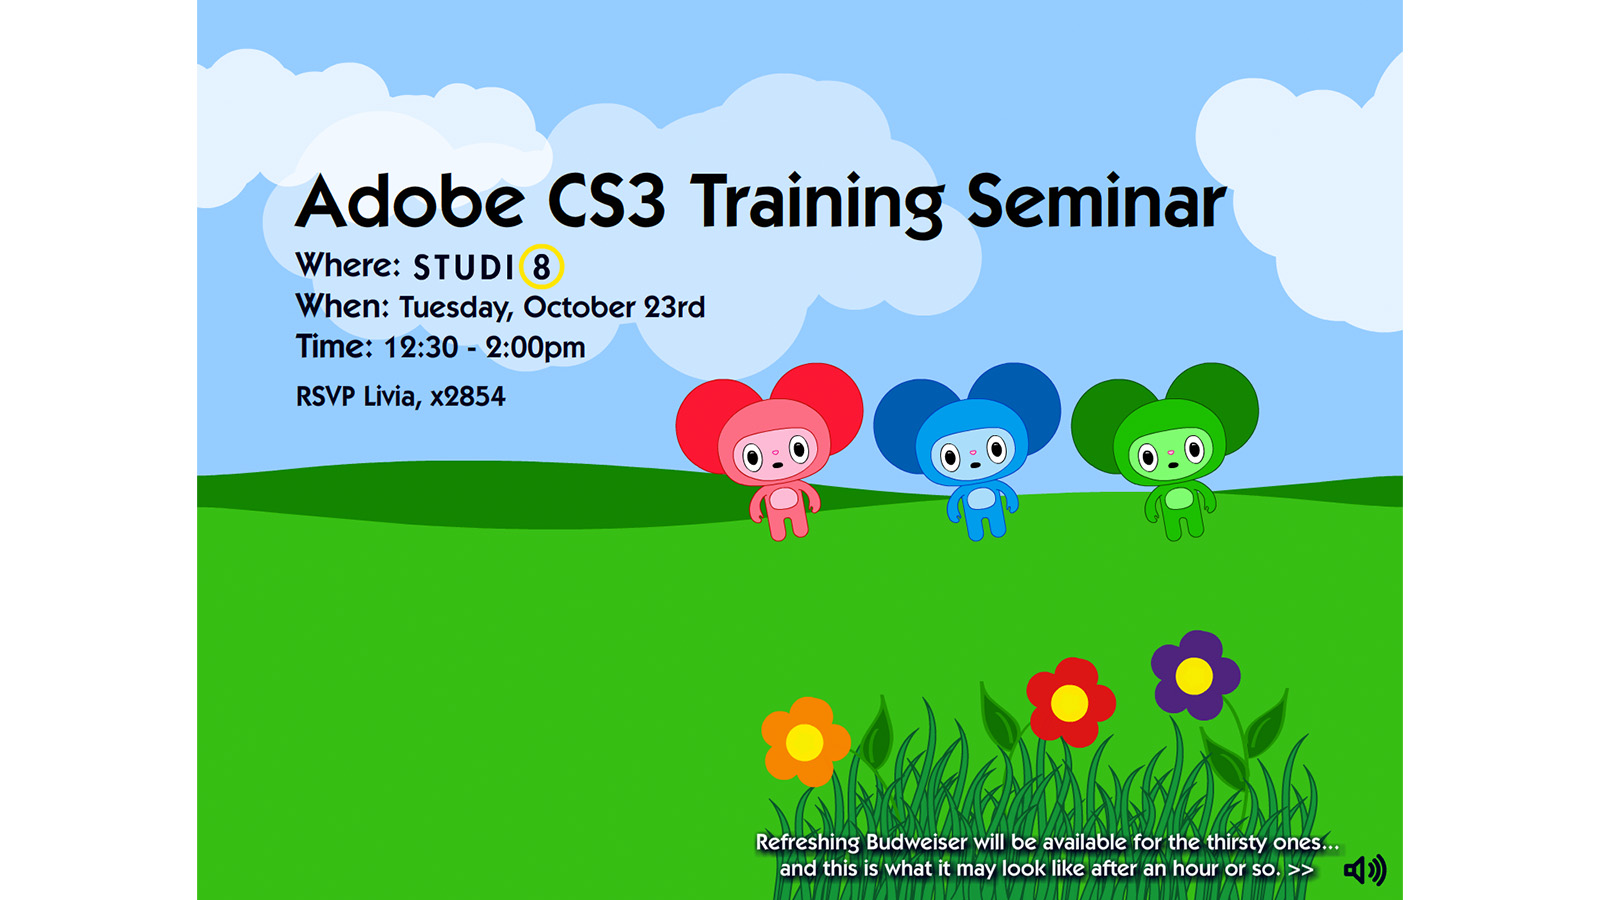 Adobe CS3 Training Seminar
Where: STUDI8
When: Tuesday, October 23rd
Time: 12:30 - 2:00pm
RSVP Livia, x2854
Refreshing Budweiser will be available for the thirsty ones...
and this is what it may look like after an hour or so. >>